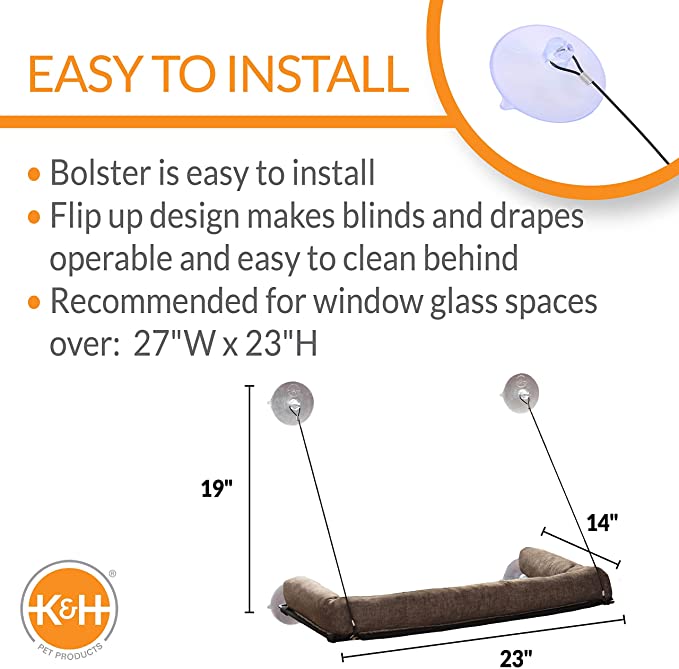 EASY TO INSTALL
• Bolster is easy to install
• Flip up design makes blinds and drapes
operable and easy to clean behind
• Recommended for window glass spaces
over: 27"W x 23"H
19"
14"
23"
K&H
®
PET PRODUCTS